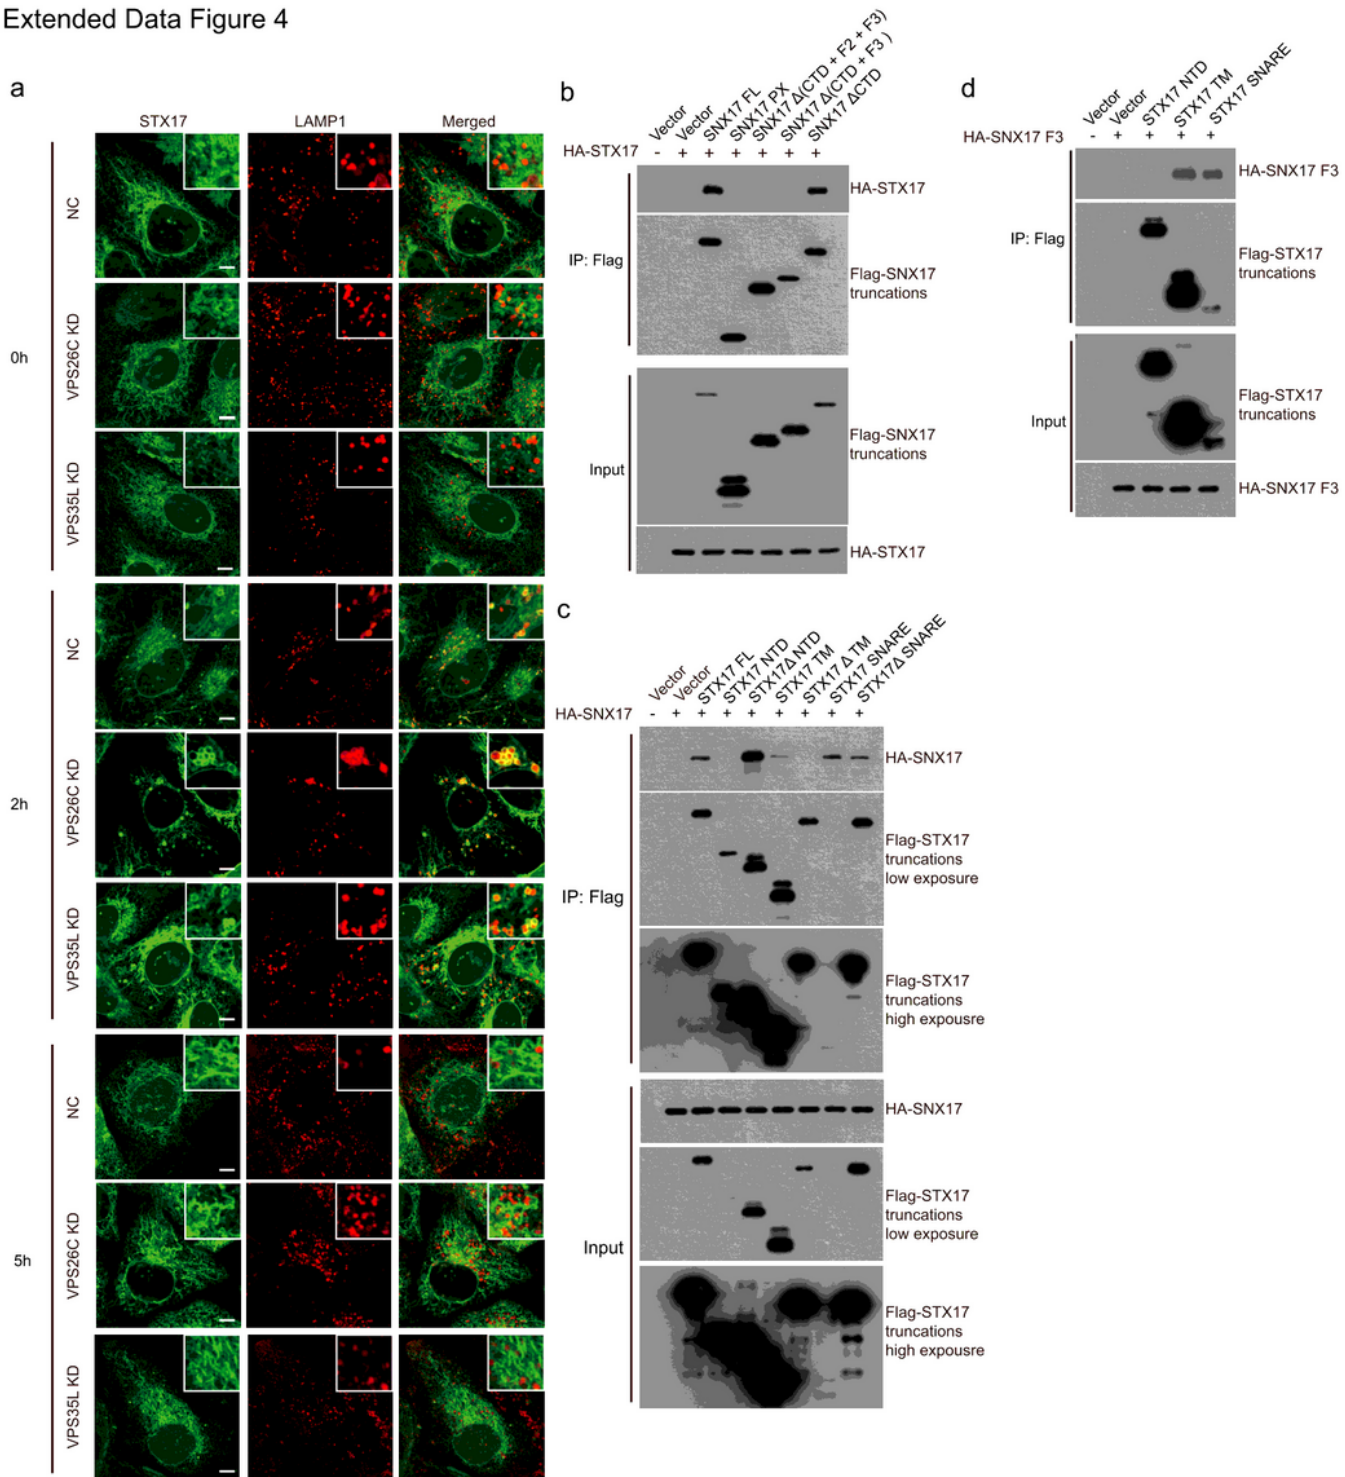 Extended Data Figure 4
a
STX17 LAMP1 Merged
0h
NC
VPS26C KD
VPS35L KD
2h
NC
VPS26C KD
VPS35L KD
5h
NC
VPS26C KD
VPS35L KD
b
Vector
Vector
SNX17 FL
SNX17 PX
SNX17 Δ(CTD + F2 + F3)
SNX17 Δ(CTD + F3 )
SNX17 ΔCTD
HA-STX17 - + + + + + +
IP: Flag
HA-STX17
Flag-SNX17
truncations
Input
Flag-SNX17
truncations
HA-STX17
c
Vector
Vector
STX17 FL
STX17 NTD
STX17Δ NTD
STX17 TM
STX17 Δ TM
STX17 SNARE
STX17Δ SNARE
HA-SNX17 - + + + + + + + +
IP: Flag
HA-SNX17
Flag-STX17
truncations
low exposure
Flag-STX17
truncations
high expousre
Input
HA-SNX17
Flag-STX17
truncations
low exposure
Flag-STX17
truncations
high expousre
d
Vector
Vector
STX17 NTD
STX17 TM
STX17 SNARE
HA-SNX17 F3 - + + + +
IP: Flag
HA-SNX17 F3
Flag-STX17
truncations
Input
Flag-STX17
truncations
HA-SNX17 F3